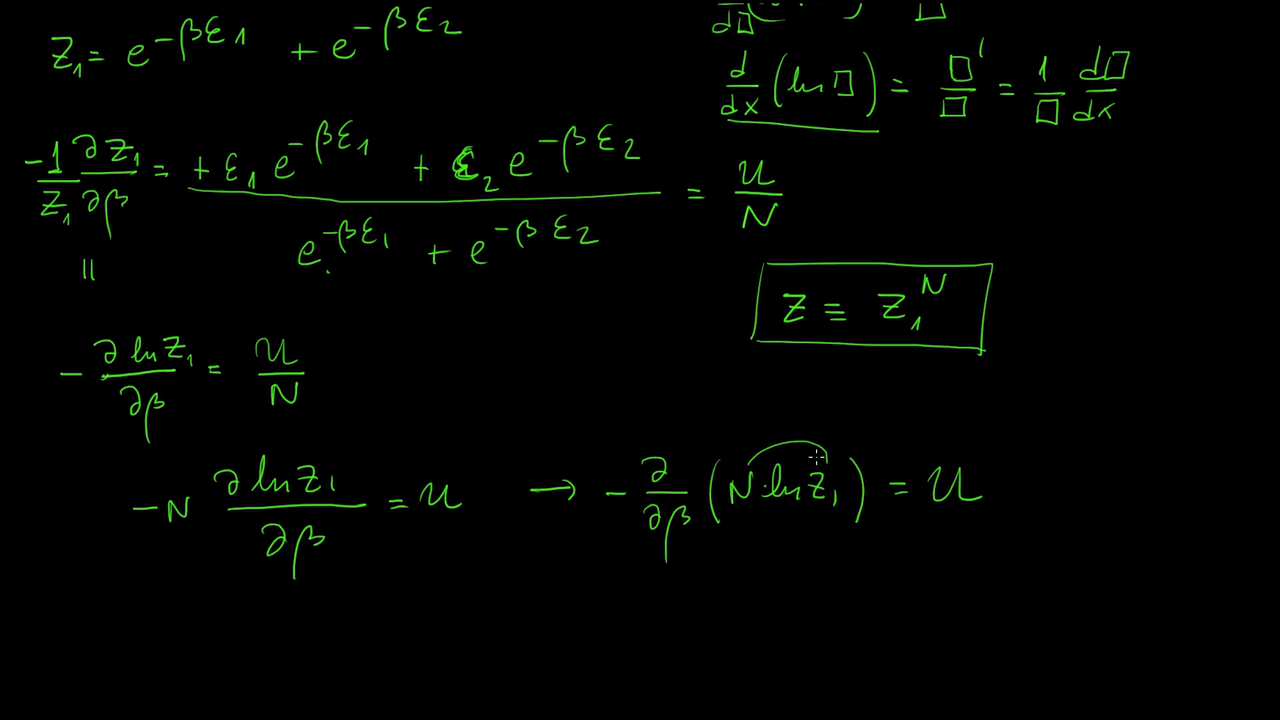 Z₁ = e^{-βε₁} + e^{-βε₂}
d/dx (ln □) = □'/□ = 1/□ d□/dx
-1/Z₁ ∂Z₁/∂β = (+ε₁ e^{-βε₁} + ε₂ e^{-βε₂})/(e^{-βε₁} + e^{-βε₂}) = U/N
||
Z ≡ Z₁^N
- ∂ ln Z₁/∂β = U/N
-N ∂ ln Z₁/∂β = U → - ∂/∂β (N · ln Z₁) = U